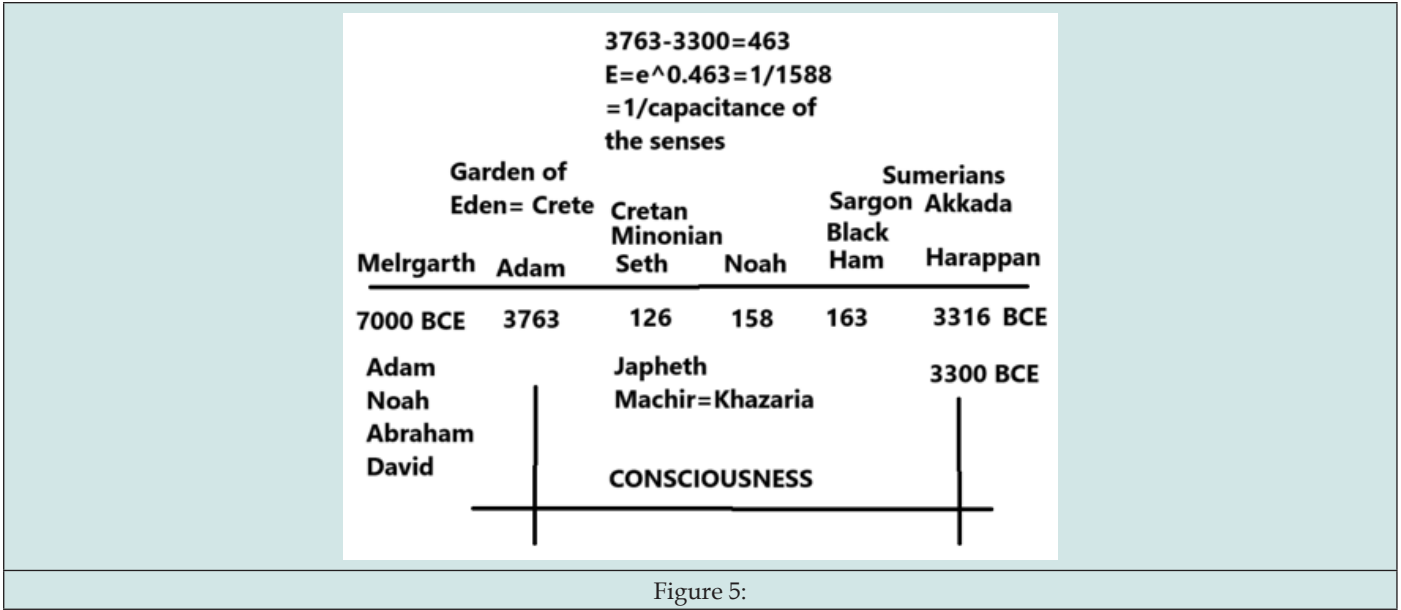 3763-3300=463
E=e^0.463=1/1588
=1/capacitance of
the senses
Garden of
Eden= Crete
Cretan
Minonian
Sumerians
Sargon Akkada
Black
Melrgarth Adam Seth Noah Ham Harappan
7000 BCE 3763 126 158 163 3316 BCE
3300 BCE
Adam
Noah
Abraham
David
Japheth
Machir=Khazaria
CONSCIOUSNESS
Figure 5: